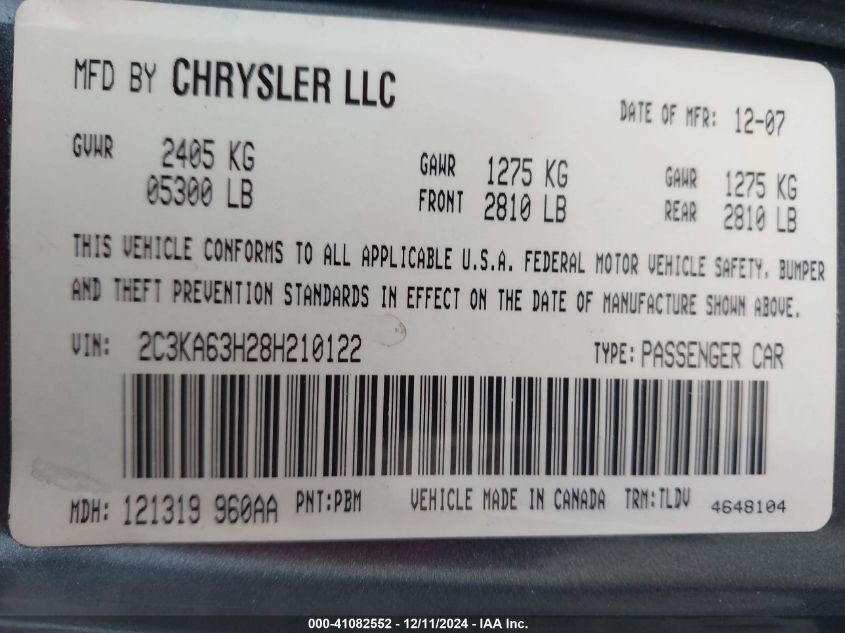 MFD BY CHRYSLER LLC
DATE OF MFR: 12-07
GVWR 2405 KG
05300 LB
GAWR FRONT 1275 KG
2810 LB
GAWR REAR 1275 KG
2810 LB
THIS VEHICLE CONFORMS TO ALL APPLICABLE U.S.A. FEDERAL MOTOR VEHICLE SAFETY, BUMPER
AND THEFT PREVENTION STANDARDS IN EFFECT ON THE DATE OF MANUFACTURE SHOWN ABOVE.
VIN: 2C3KA63H28H210122 TYPE: PASSENGER CAR
MDH: 121319 960AA PNT:PBM VEHICLE MADE IN CANADA TRM:TLDV 4648104
000-41082552 - 12/11/2024 - IAA Inc.